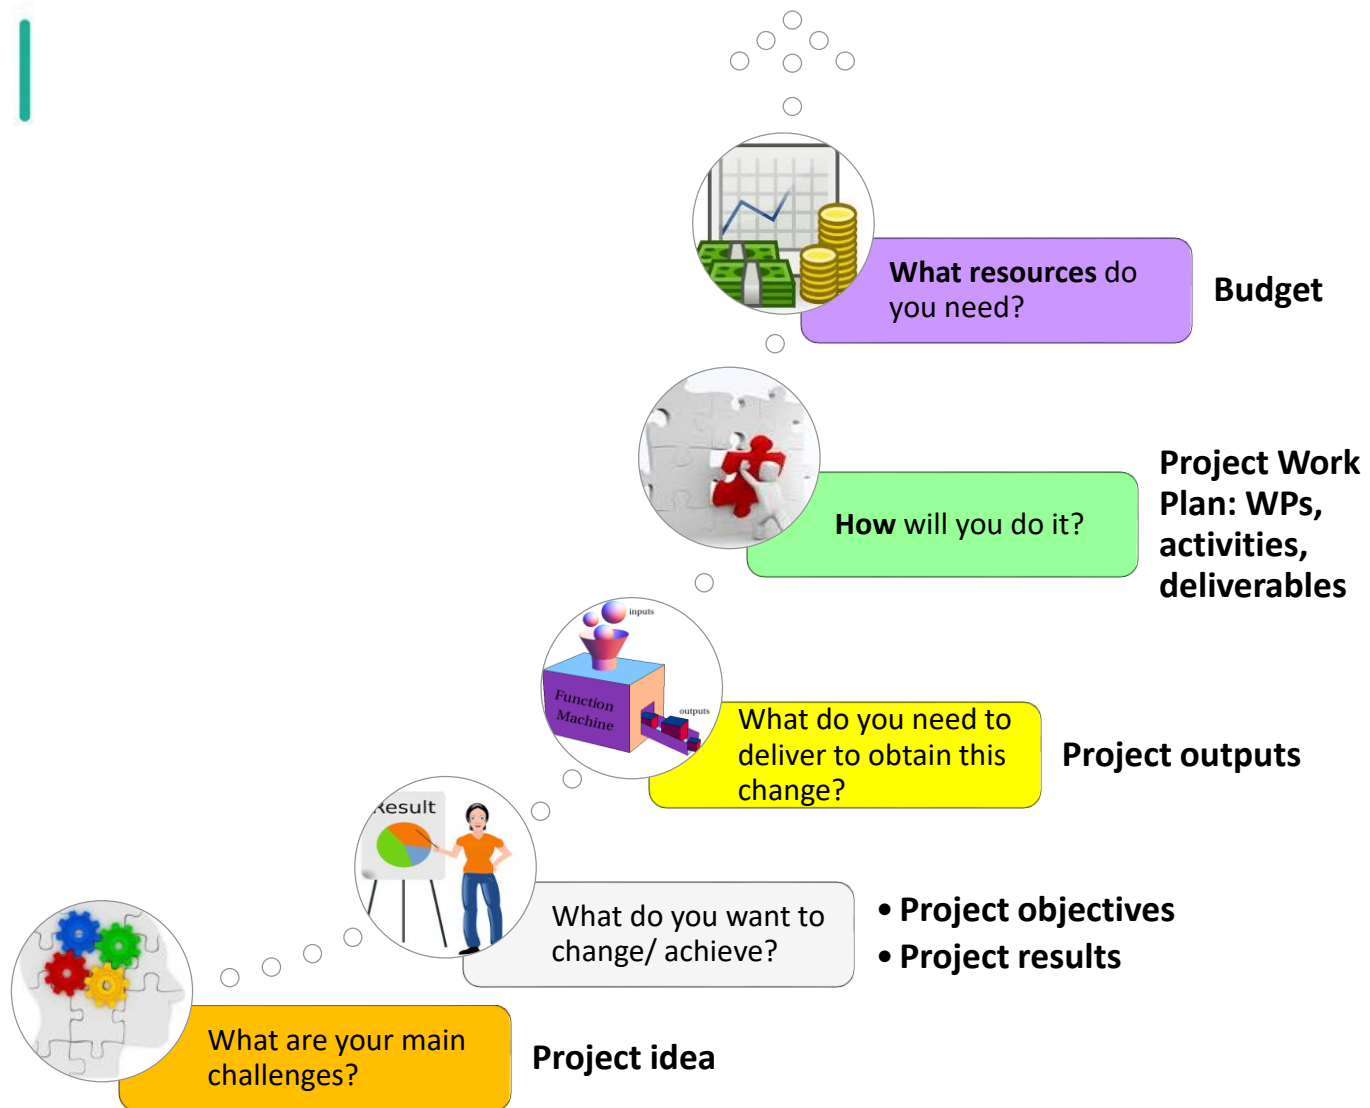 What resources do
you need?
Budget
How will you do it?
Project Work
Plan: WPs,
activities,
deliverables
inputs
Function
Machine
outputs
What do you need to
deliver to obtain this
change?
Project outputs
Result
What do you want to
change/ achieve?
• Project objectives
• Project results
What are your main
challenges?
Project idea